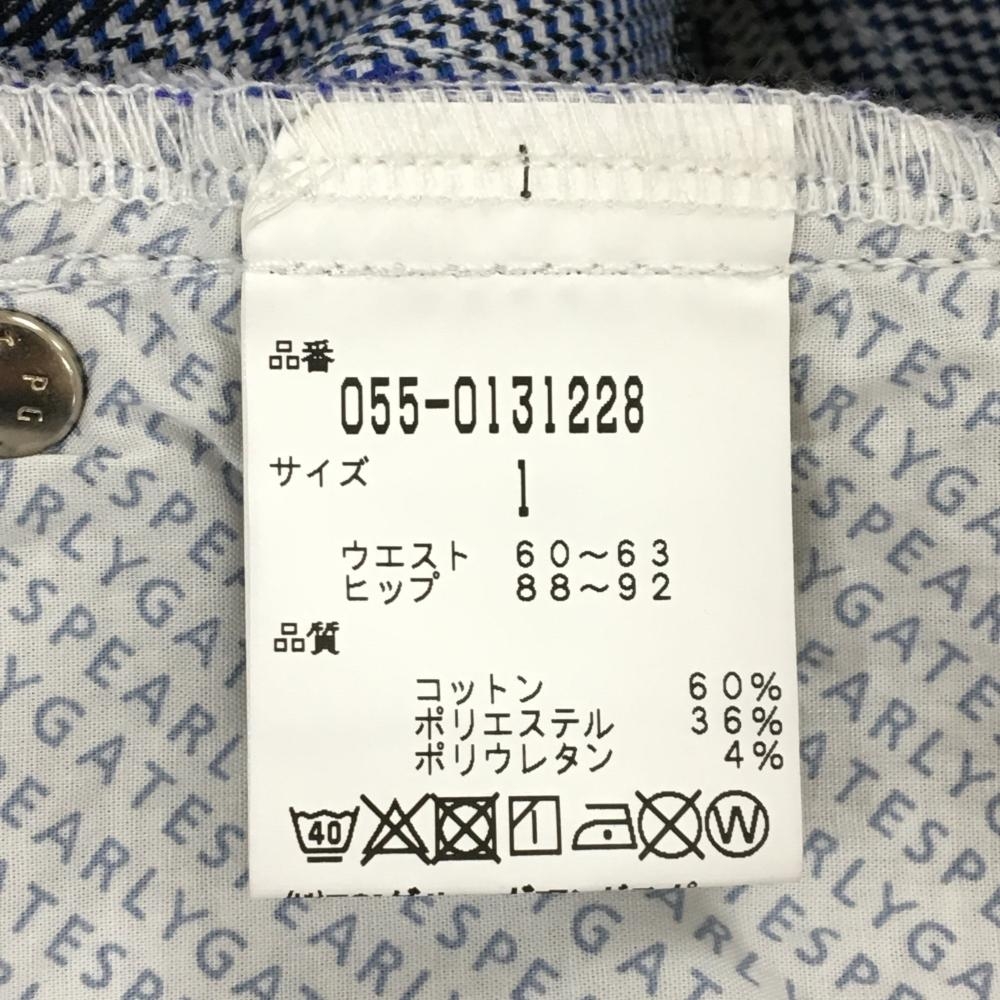 1
品番
055-0131228
サイズ
1
ウエスト 60～63
ヒップ 88～92
品質
コットン 60%
ポリエステル 36%
ポリウレタン 4%
40
W
PG
PEARLYGATES